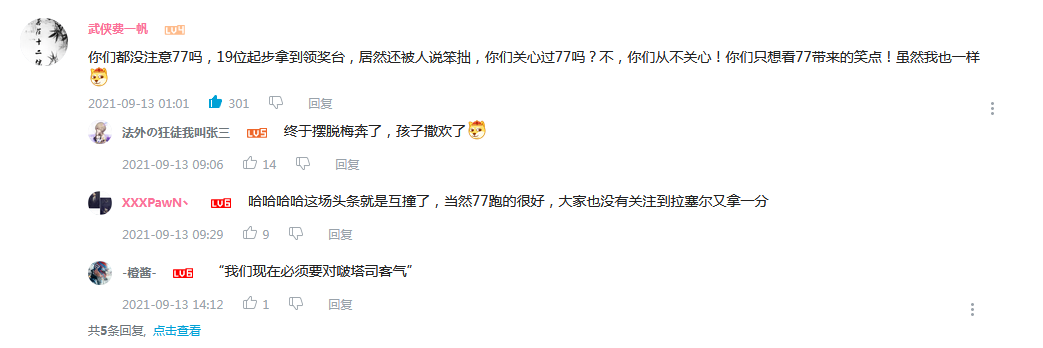 武侠费一帆 LV4
你们都没注意77吗，19位起步拿到领奖台，居然还被人说笨拙，你们关心过77吗？不，你们从不关心！你们只想看77带来的笑点！虽然我也一样
2021-09-13 01:01 301 回复
法外の狂徒我叫张三 LV5 终于摆脱梅奔了，孩子撒欢了
2021-09-13 09:06 14 回复
XXXPawN丶 LV6 哈哈哈哈这场头条就是互撞了，当然77跑的很好，大家也没有关注到拉塞尔又拿一分
2021-09-13 09:29 9 回复
-橙酱- LV6 “我们现在必须要对啵塔司客气”
2021-09-13 14:12 1 回复
共5条回复, 点击查看